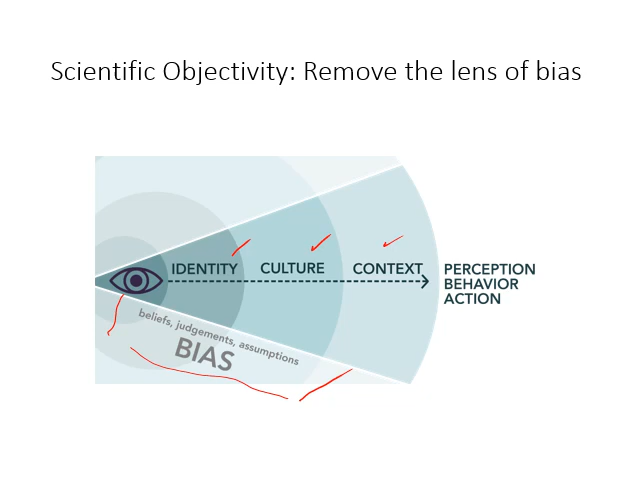 Scientific Objectivity: Remove the lens of bias
IDENTITY CULTURE CONTEXT
PERCEPTION
BEHAVIOR
ACTION
beliefs, judgements, assumptions
BIAS